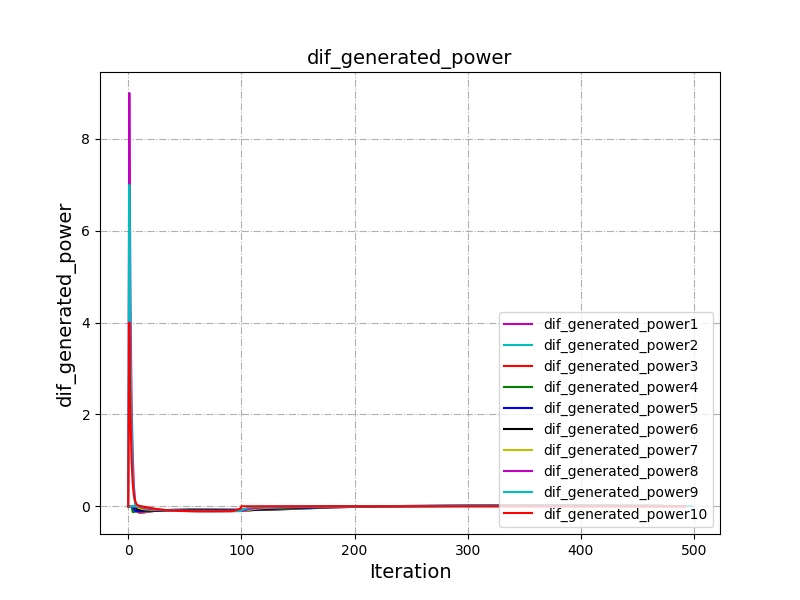 dif_generated_power
dif_generated_power
8
6
4
2
0
0
100
200
300
400
500
Iteration
dif_generated_power1
dif_generated_power2
dif_generated_power3
dif_generated_power4
dif_generated_power5
dif_generated_power6
dif_generated_power7
dif_generated_power8
dif_generated_power9
dif_generated_power10